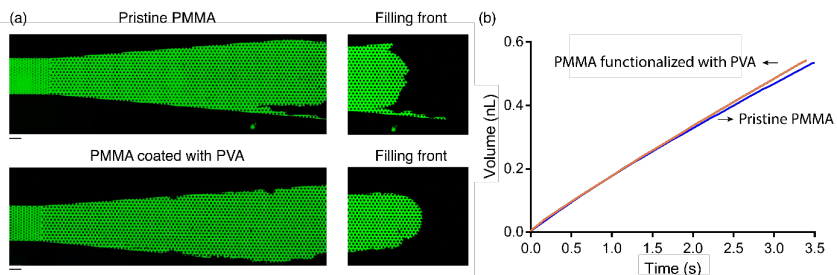 (a)
Pristine PMMA
Filling front
PMMA coated with PVA
Filling front
(b)
Volume (nL)
0.6
0.4
0.2
0.0
PMMA functionalized with PVA
Pristine PMMA
0.0 0.5 1.0 1.5 2.0 2.5 3.0 3.5
Time (s)